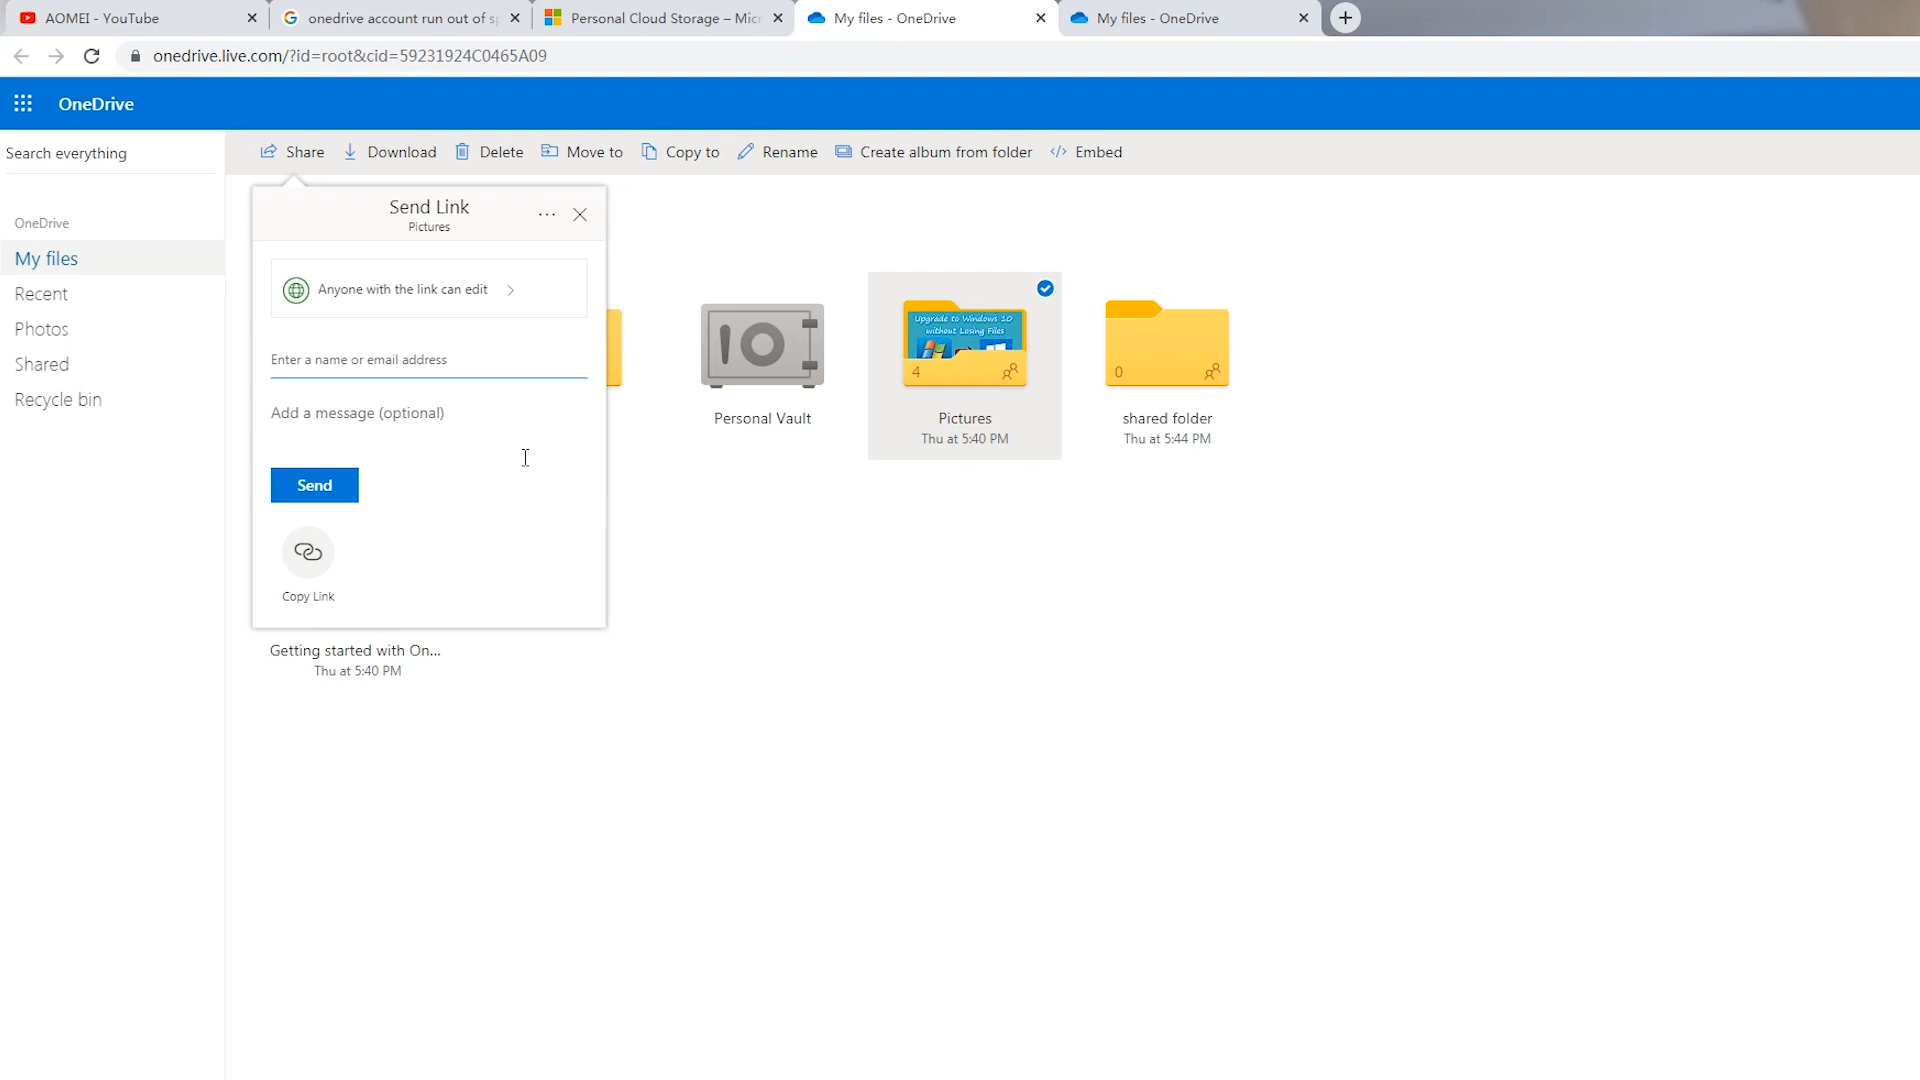 AOMEI - YouTube
onedrive account run out of sp
Personal Cloud Storage – Micr
My files - OneDrive
My files - OneDrive
onedrive.live.com/?id=root&cid=59231924C0465A09
OneDrive
Search everything
Share
Download
Delete
Move to
Copy to
Rename
Create album from folder
Embed
OneDrive
My files
Recent
Photos
Shared
Recycle bin
Send Link
Pictures
Anyone with the link can edit
Enter a name or email address
Add a message (optional)
Send
Copy Link
Personal Vault
Upgrade to Windows 10
without Losing Files
4
Pictures
Thu at 5:40 PM
0
shared folder
Thu at 5:44 PM
Getting started with On...
Thu at 5:40 PM